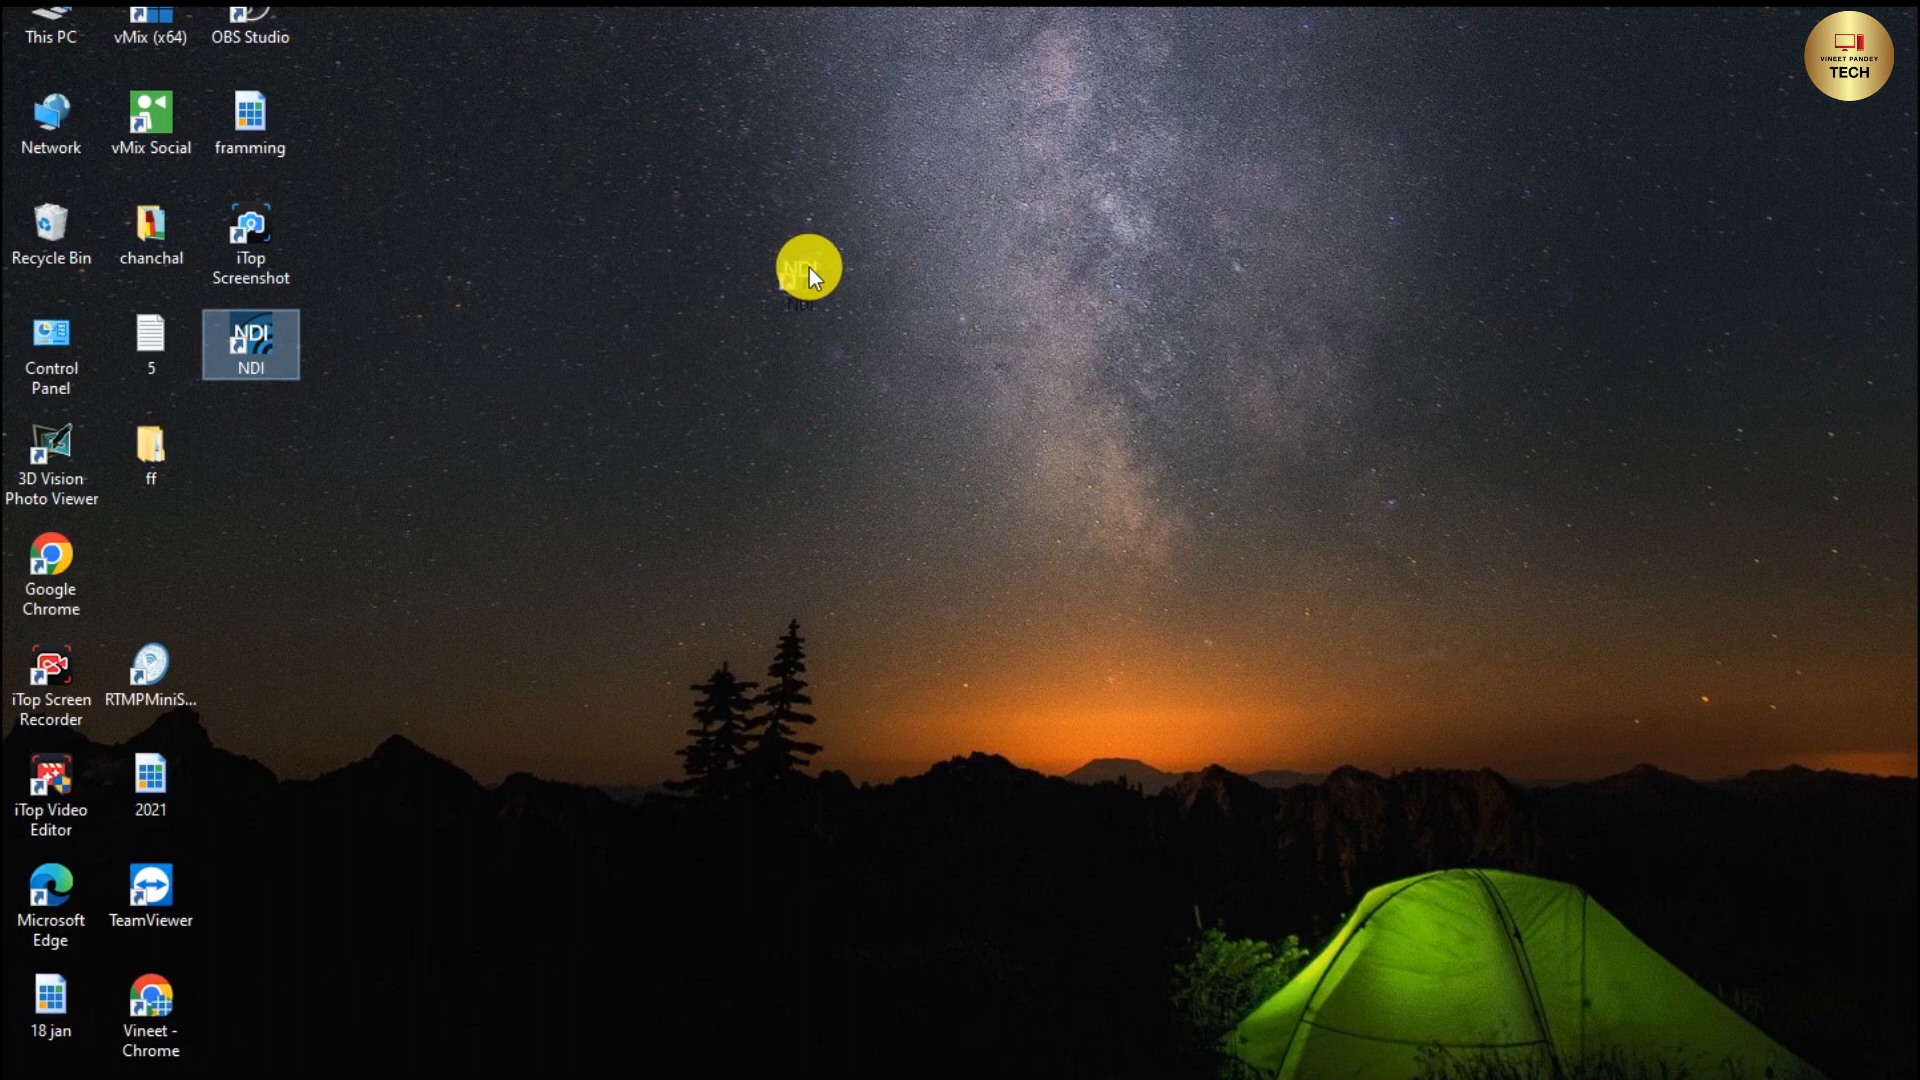 This PC
vMix (x64)
OBS Studio
VINEET PANDEY
TECH
Network
vMix Social
framming
Recycle Bin
chanchal
iTop
Screenshot
NDI
NDI
NDI
NDI
Control
Panel
5
3D Vision
Photo Viewer
ff
Google
Chrome
iTop Screen
Recorder
RTMPMiniS...
iTop Video
Editor
2021
Microsoft
Edge
TeamViewer
18 jan
Vineet -
Chrome